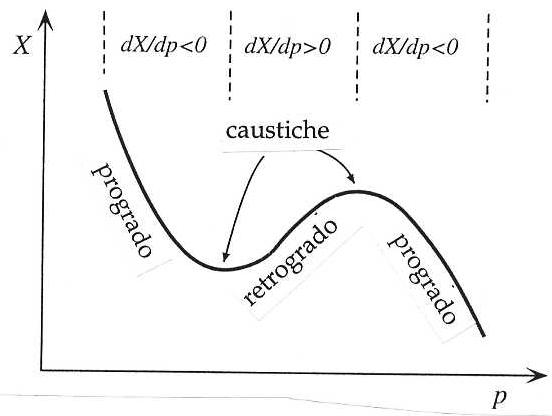 X
dX/dp<0
dX/dp>0
dX/dp<0
caustiche
progrado
retrogrado
progrado
p